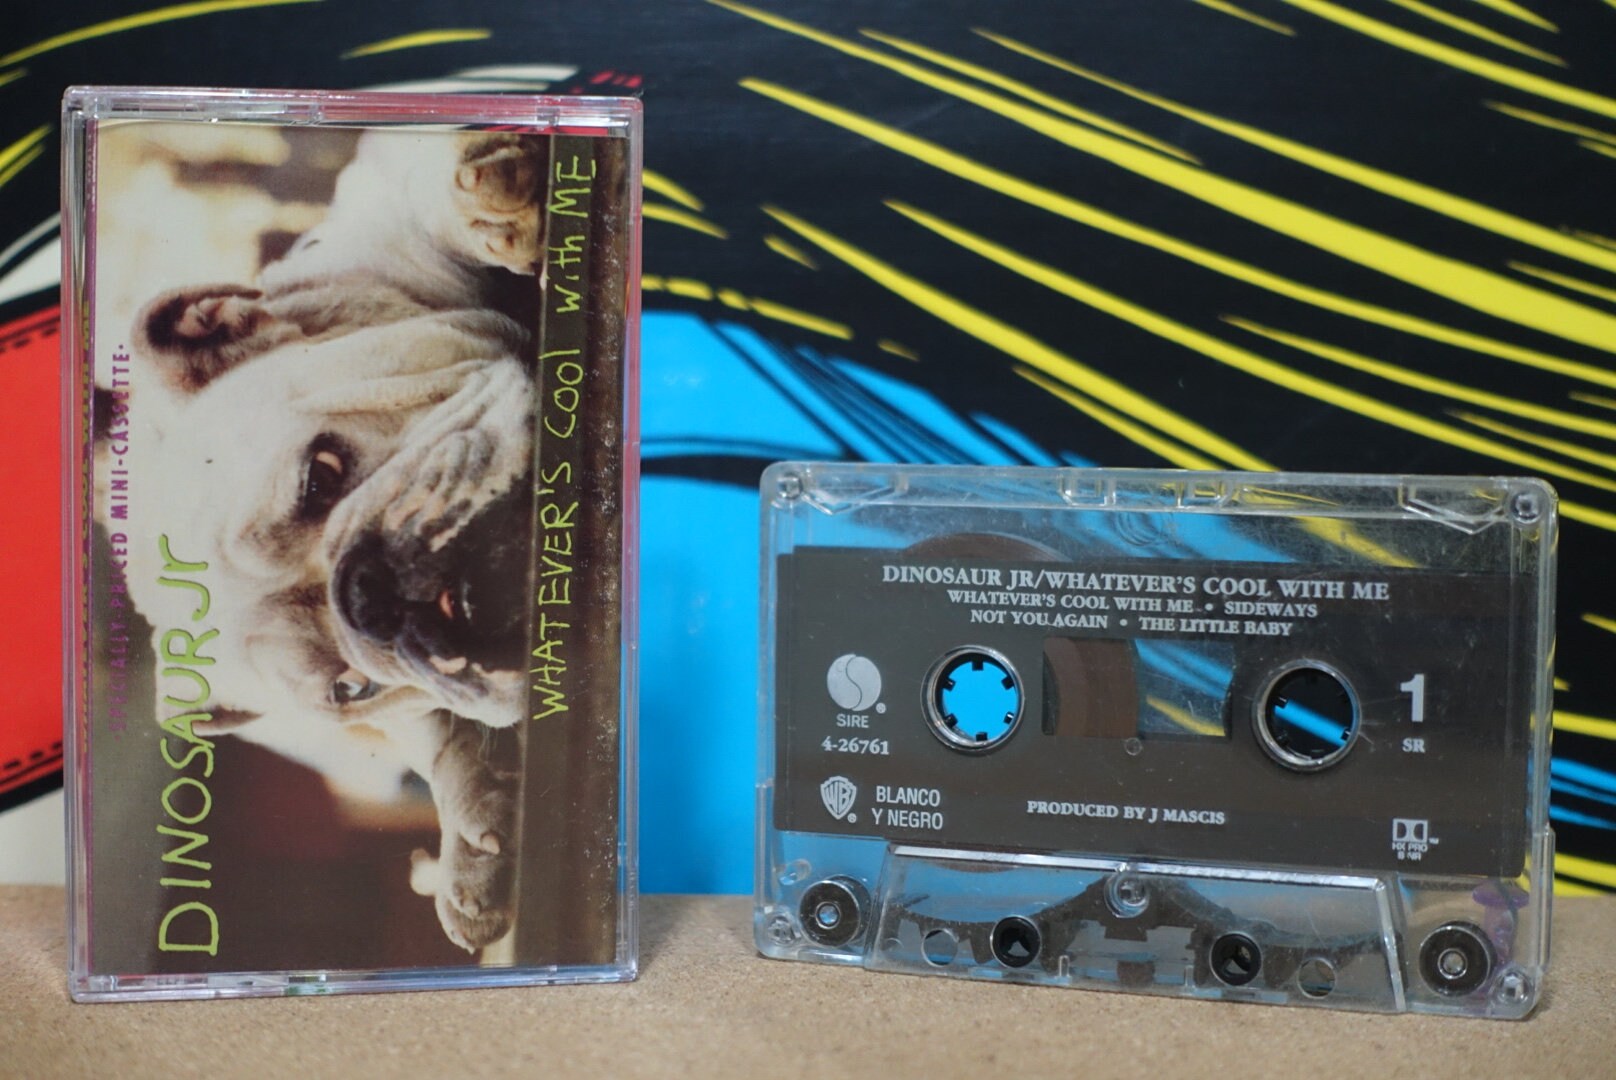 ·SPECIALLY-PRICED MINI-CASSETTE·
DINOSAUR Jr
WHATEVER'S COOL with ME
DINOSAUR JR/WHATEVER'S COOL WITH ME
WHATEVER'S COOL WITH ME • SIDEWAYS
NOT YOU AGAIN • THE LITTLE BABY
SIRE
4-26761
1
SR
WB
BLANCO
Y NEGRO
PRODUCED BY J MASCIS
HX PRO
B NR